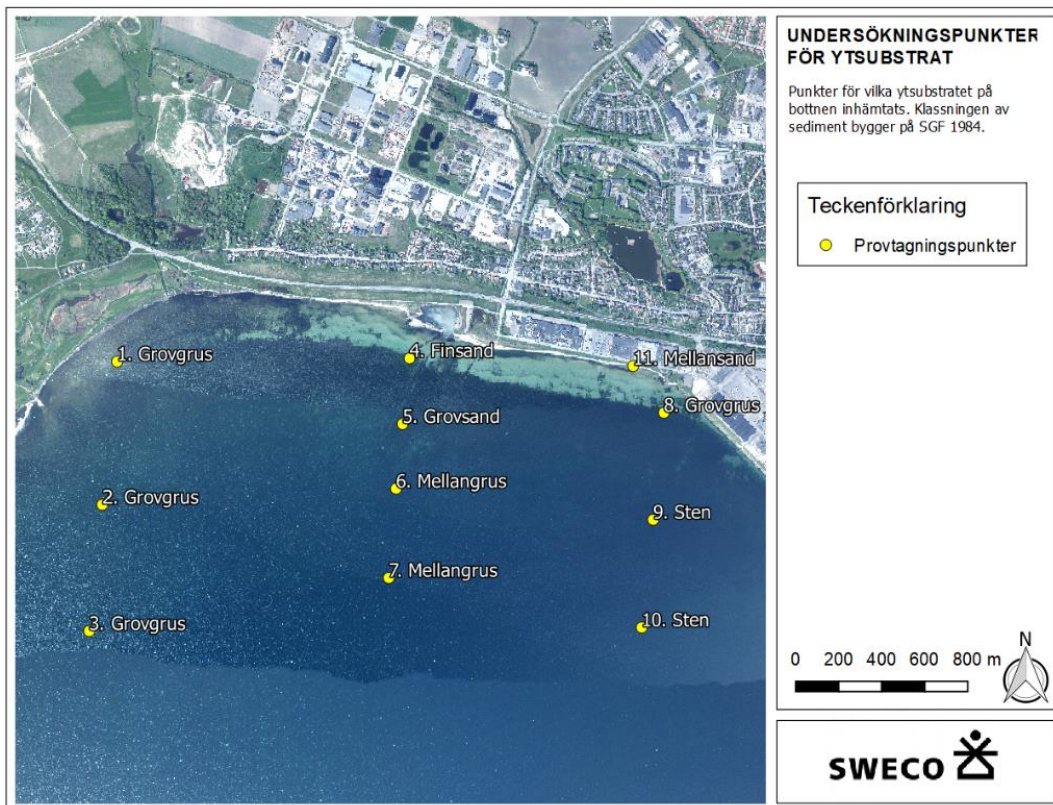 UNDERSÖKNINGSPUNKTER
FÖR YTSUBSTRAT
Punkter för vilka ytsubstratet på
bottnen inhämtats. Klassningen av
sediment bygger på SGF 1984.
Teckenförklaring
Provtagningspunkter
1. Grovgrus
4. Finsand
11. Mellansand
8. Grovgrus
5. Grovsand
6. Mellangrus
2. Grovgrus
9. Sten
7. Mellangrus
3. Grovgrus
10. Sten
N
0 200 400 600 800 m
SWECO